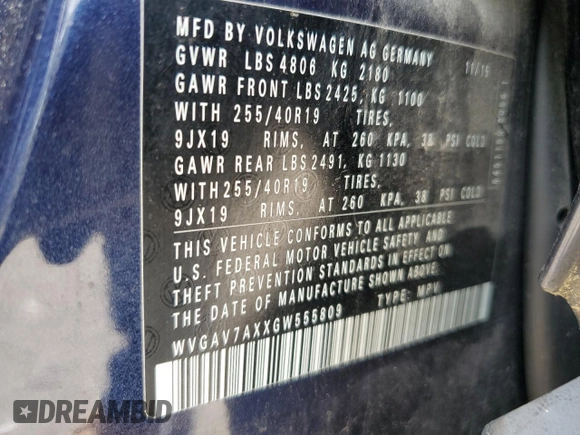 MFD BY VOLKSWAGEN AG GERMANY 11/15
GVWR LBS 4806 KG 2180
GAWR FRONT LBS 2425, KG 1100
WITH 255/40R19 TIRES,
9JX19 RIMS, AT 260 KPA, 38 PSI COLD
GAWR REAR LBS 2491, KG 1130
WITH 255/40R19 TIRES,
9JX19 RIMS, AT 260 KPA, 38 PSI COLD
THIS VEHICLE CONFORMS TO ALL APPLICABLE
U.S. FEDERAL MOTOR VEHICLE SAFETY AND
THEFT PREVENTION STANDARDS IN EFFECT ON
THE DATE OF MANUFACTURE SHOWN ABOVE.
WVGAV7AXXGW555809 TYPE: MPV
DREAMBID